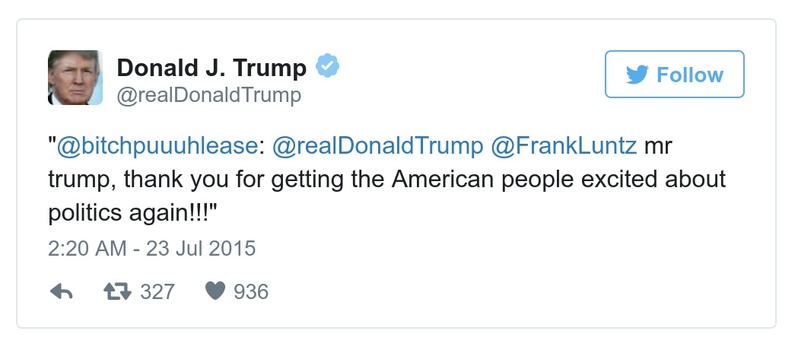 Donald J. Trump
@realDonaldTrump
Follow
"@bitchpuuuhlease: @realDonaldTrump @FrankLuntz mr
trump, thank you for getting the American people excited about
politics again!!!"
2:20 AM - 23 Jul 2015
327 936